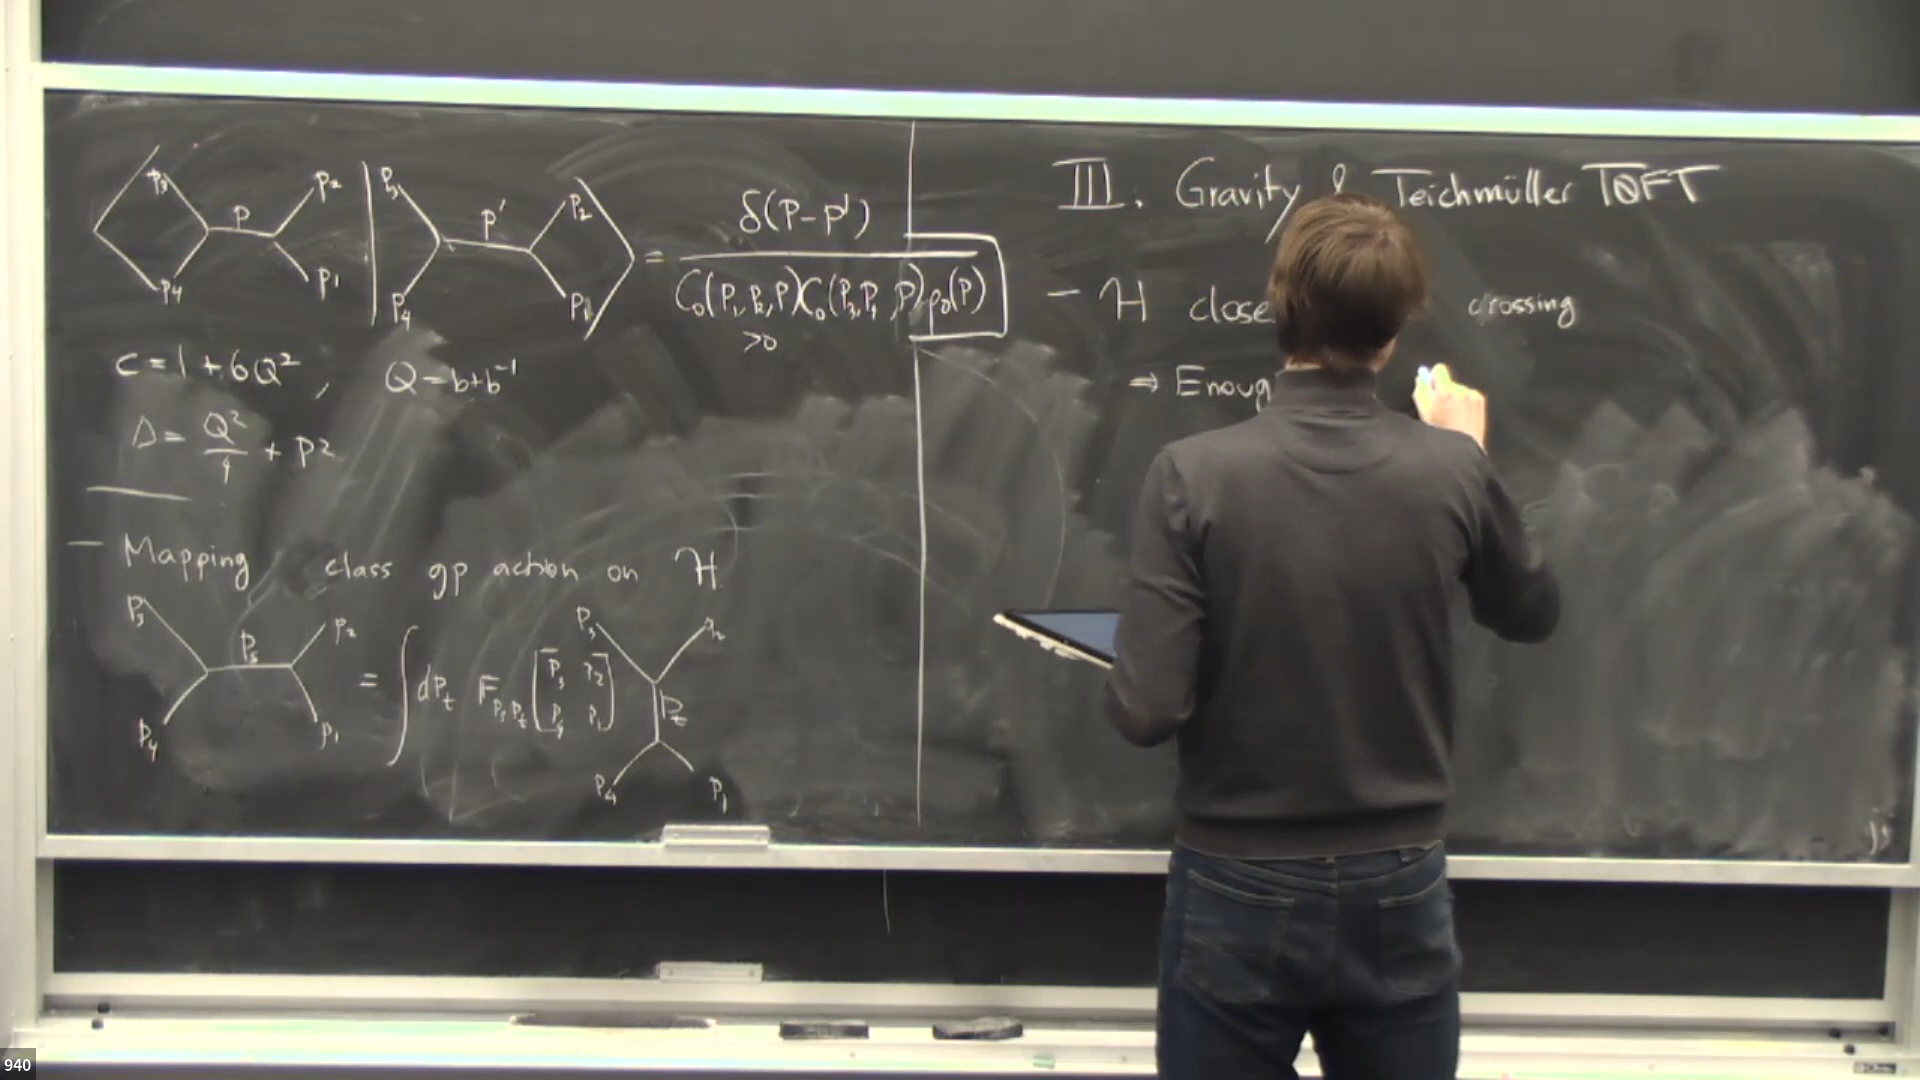 P3 P P2 P4 P1 | P3 P' P2 P4 P1 = δ(P-P') / C0(P1,P2,P)C0(P3,P4,P)ρ0(P)
>0
c = 1 + 6Q², Q = b+b⁻¹
Δ = Q²/4 + P²
— Mapping class gp action on H
P3 Ps P2 P4 P1 = ∫ dPt F Ps Pt [P3 P2 P4 P1] P3 P2 Pt P4 P1
III. Gravity & Teichmüller TQFT
— H close crossing
⇒ Enoug
940